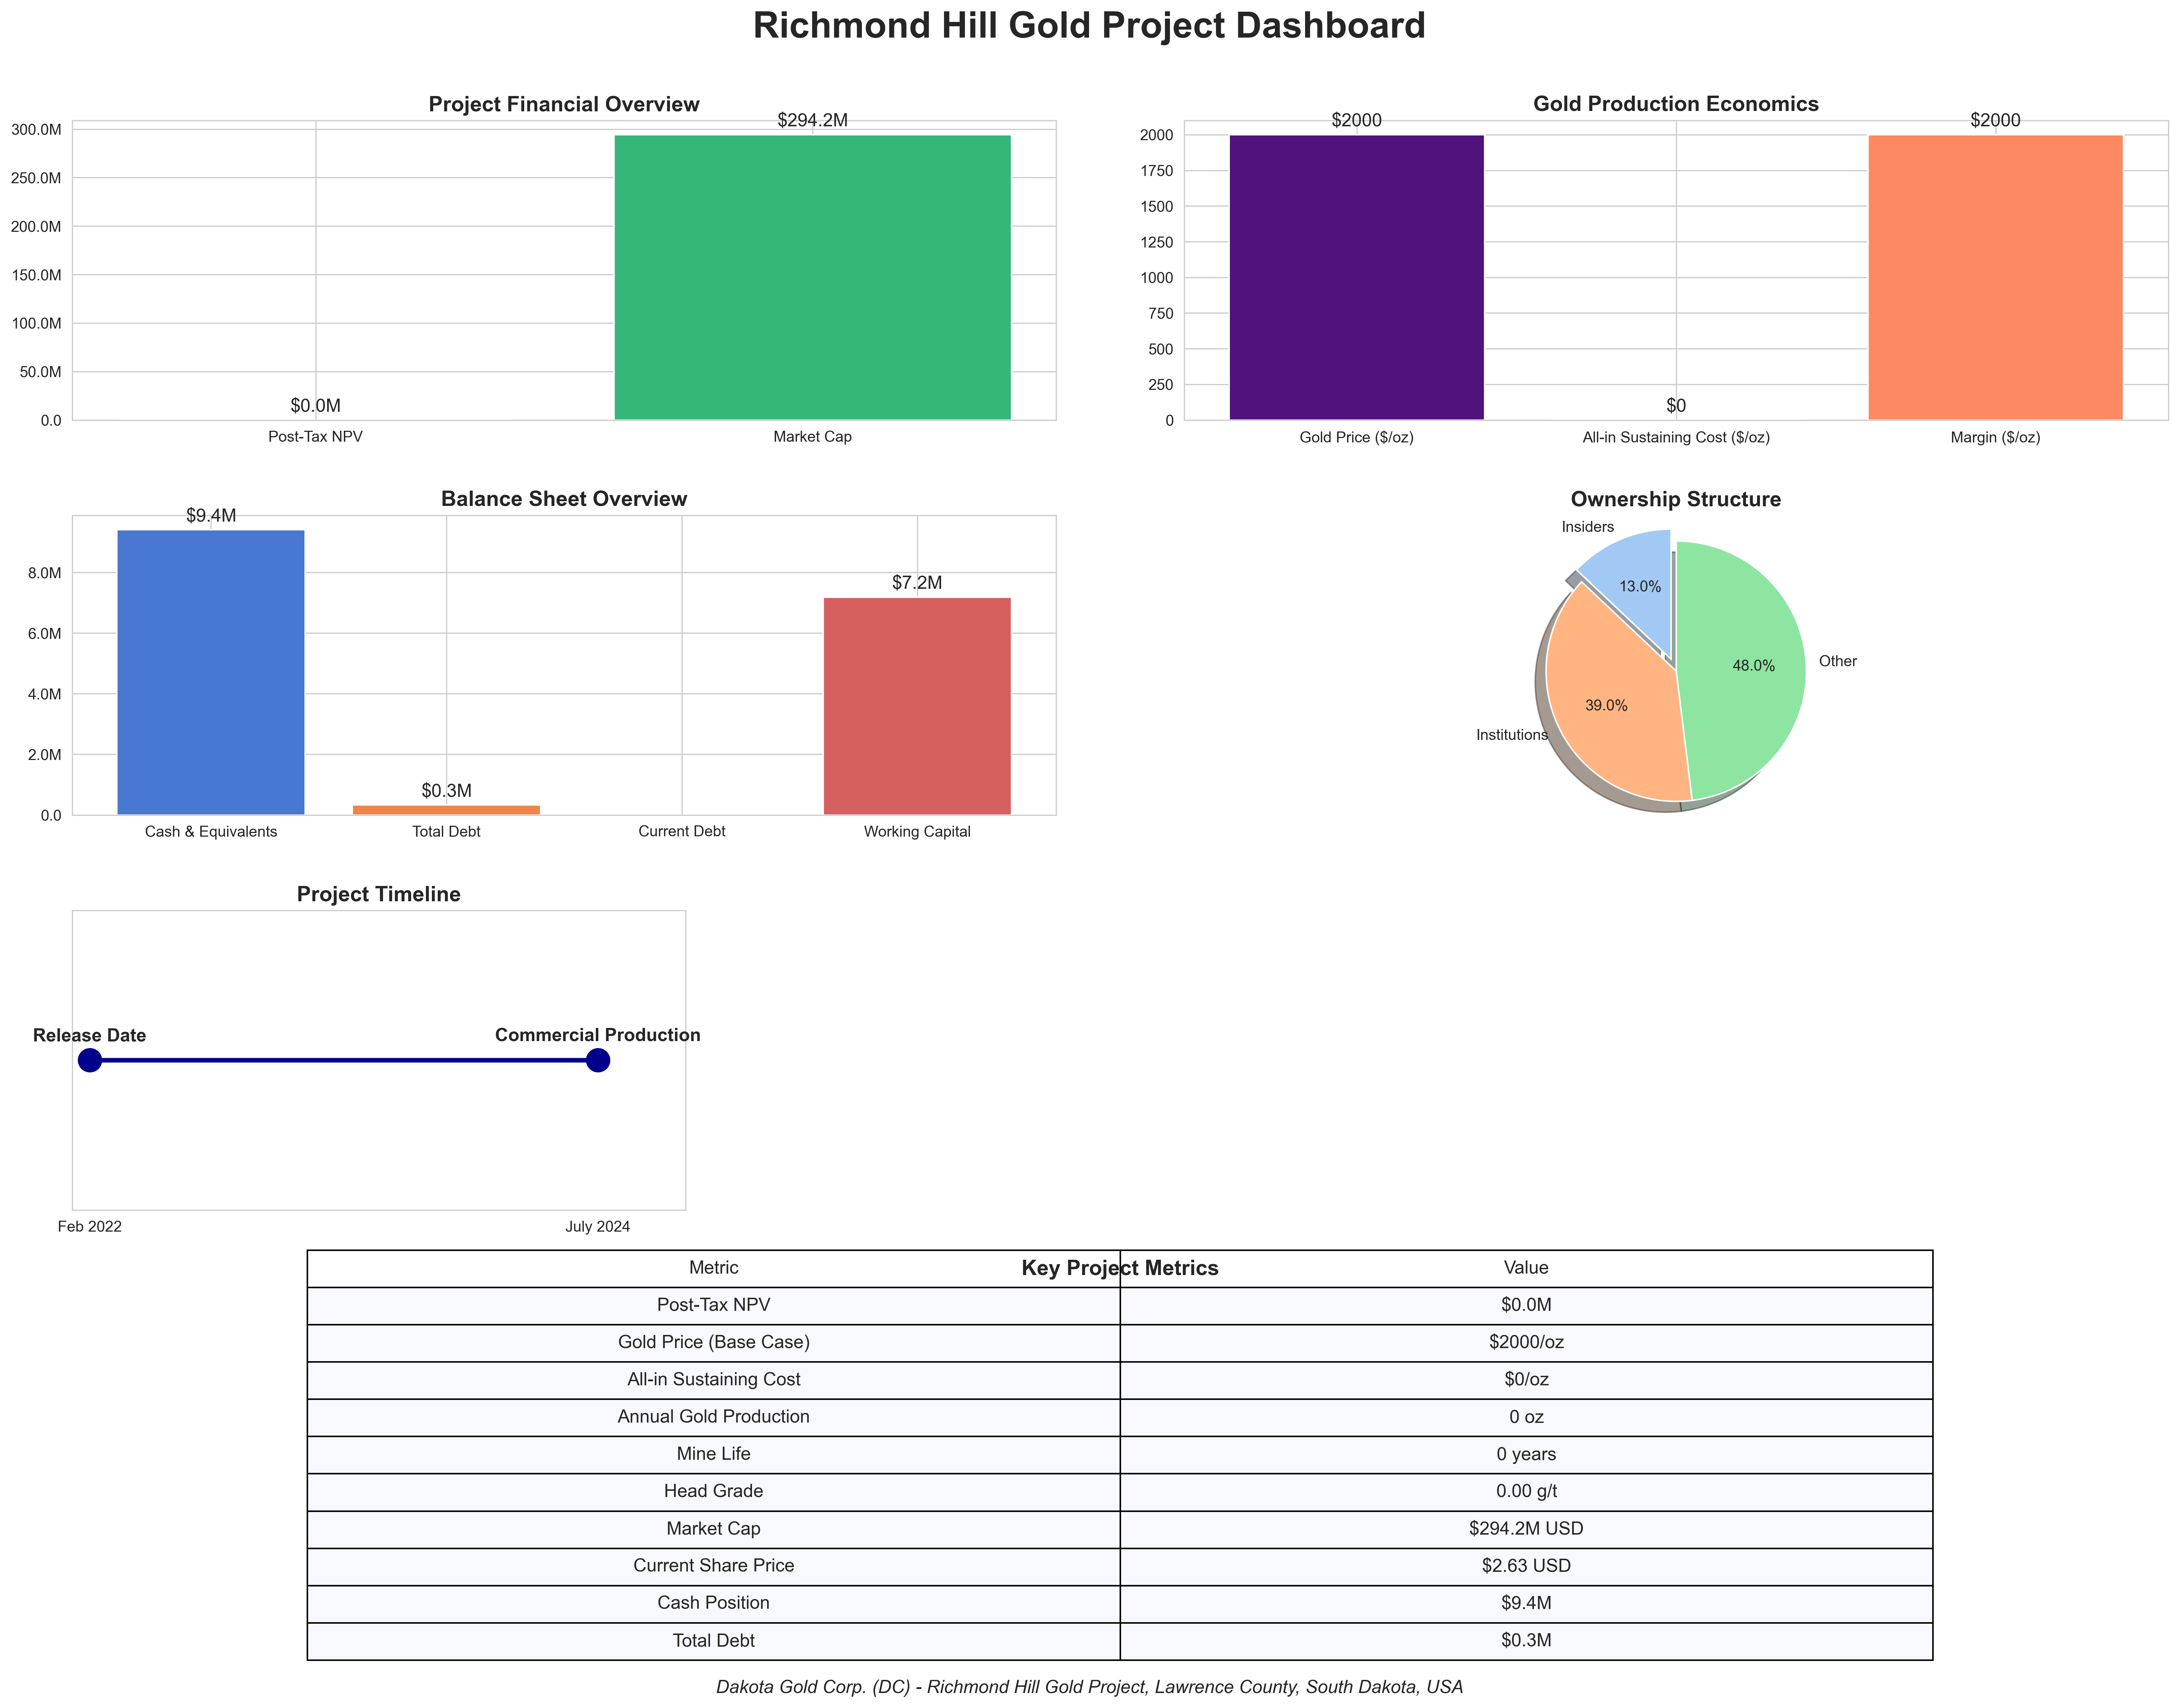 Richmond Hill Gold Project Dashboard
Project Financial Overview
$294.2M
300.0M
250.0M
200.0M
150.0M
100.0M
50.0M
0.0
$0.0M
Post-Tax NPV
Market Cap
Gold Production Economics
$2000
$2000
2000
1750
1500
1250
1000
750
500
250
0
$0
Gold Price ($/oz)
All-in Sustaining Cost ($/oz)
Margin ($/oz)
Balance Sheet Overview
$9.4M
8.0M
6.0M
4.0M
2.0M
0.0
$7.2M
$0.3M
Cash & Equivalents
Total Debt
Current Debt
Working Capital
Ownership Structure
Insiders
13.0%
Other
48.0%
39.0%
Institutions
Project Timeline
Release Date
Commercial Production
Feb 2022
July 2024
Key Project Metrics
Metric Value
Post-Tax NPV $0.0M
Gold Price (Base Case) $2000/oz
All-in Sustaining Cost $0/oz
Annual Gold Production 0 oz
Mine Life 0 years
Head Grade 0.00 g/t
Market Cap $294.2M USD
Current Share Price $2.63 USD
Cash Position $9.4M
Total Debt $0.3M
Dakota Gold Corp. (DC) - Richmond Hill Gold Project, Lawrence County, South Dakota, USA